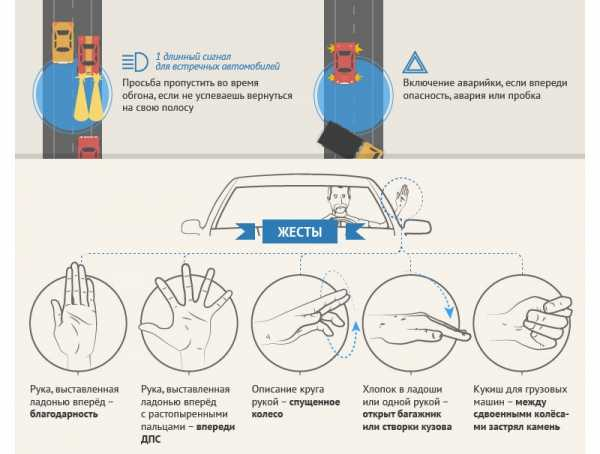 1 длинный сигнал
для встречных автомобилей
Просьба пропустить во время
обгона, если не успеваешь вернуться
на свою полосу
Включение аварийки, если впереди
опасность, авария или пробка
ЖЕСТЫ
Рука, выставленная
ладонью вперёд –
благодарность
Рука, выставленная
ладонью вперёд
с растопыренными
пальцами – впереди
ДПС
Описание круга
рукой – спущенное
колесо
Хлопок в ладоши
или одной рукой –
открыт багажник
или створки кузова
Кукиш для грузовых
машин – между
сдвоенными колёса-
ми застрял камень